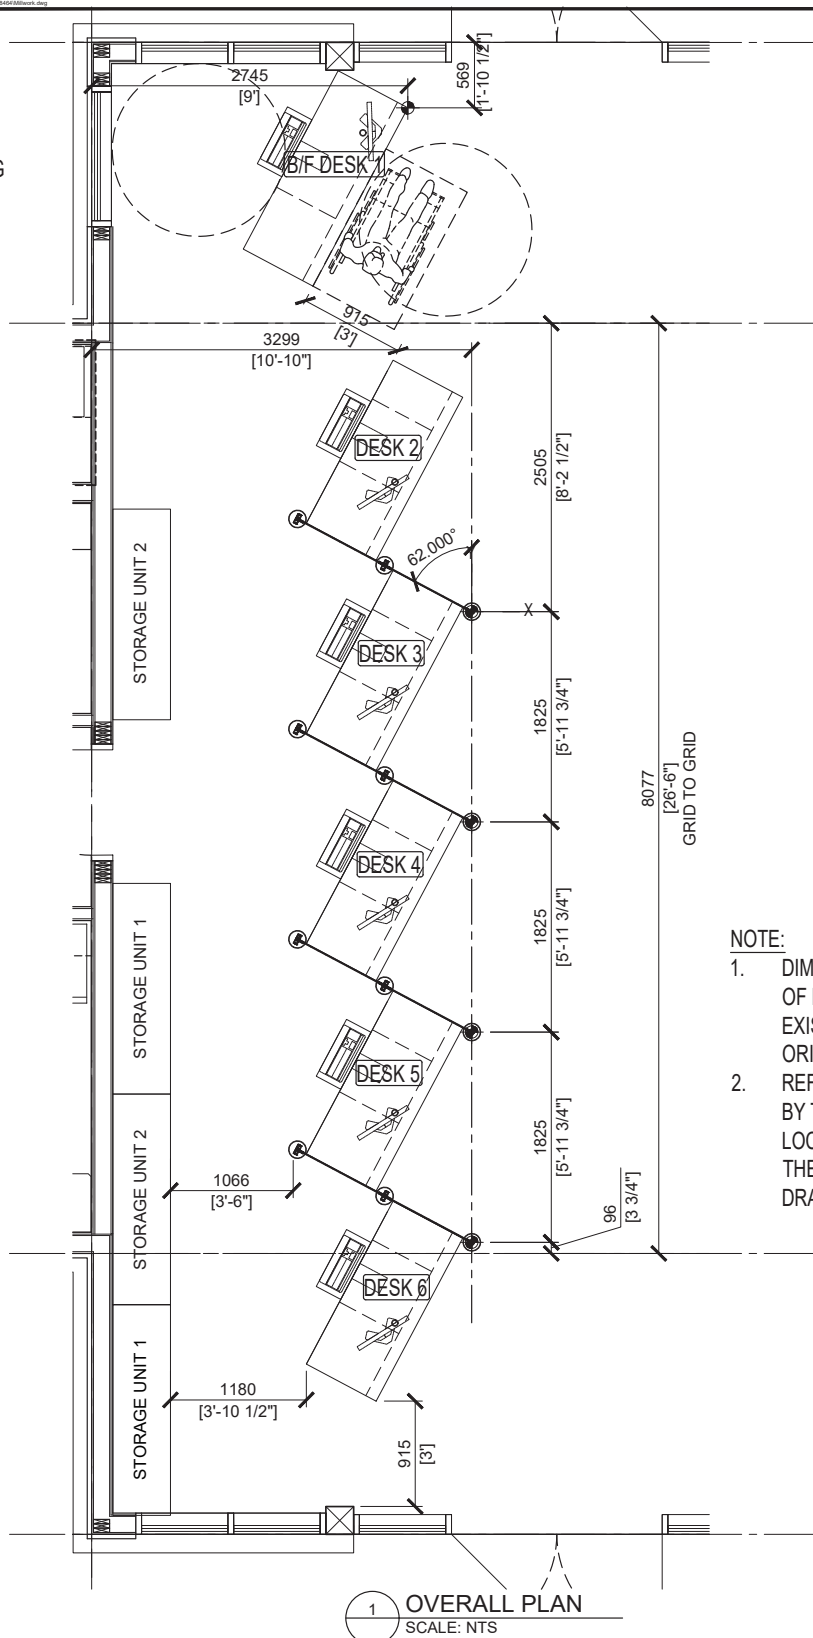 8464\Millwork.dwg
2745
[9']
569
[1'-10 1/2"]
B/F DESK 1
915
[3']
3299
[10'-10"]
DESK 2
2505
[8'-2 1/2"]
62.000°
STORAGE UNIT 2
X
DESK 3
1825
[5'-11 3/4"]
8077
[26'-6"]
GRID TO GRID
DESK 4
1825
[5'-11 3/4"]
STORAGE UNIT 1
NOTE:
1. DIM
OF
EXIS
ORI
2. REF
BY
LOC
THE
DRA
DESK 5
1825
[5'-11 3/4"]
STORAGE UNIT 2
1066
[3'-6"]
96
[3 3/4"]
DESK 6
STORAGE UNIT 1
1180
[3'-10 1/2"]
915
[3']
1 OVERALL PLAN
SCALE: NTS